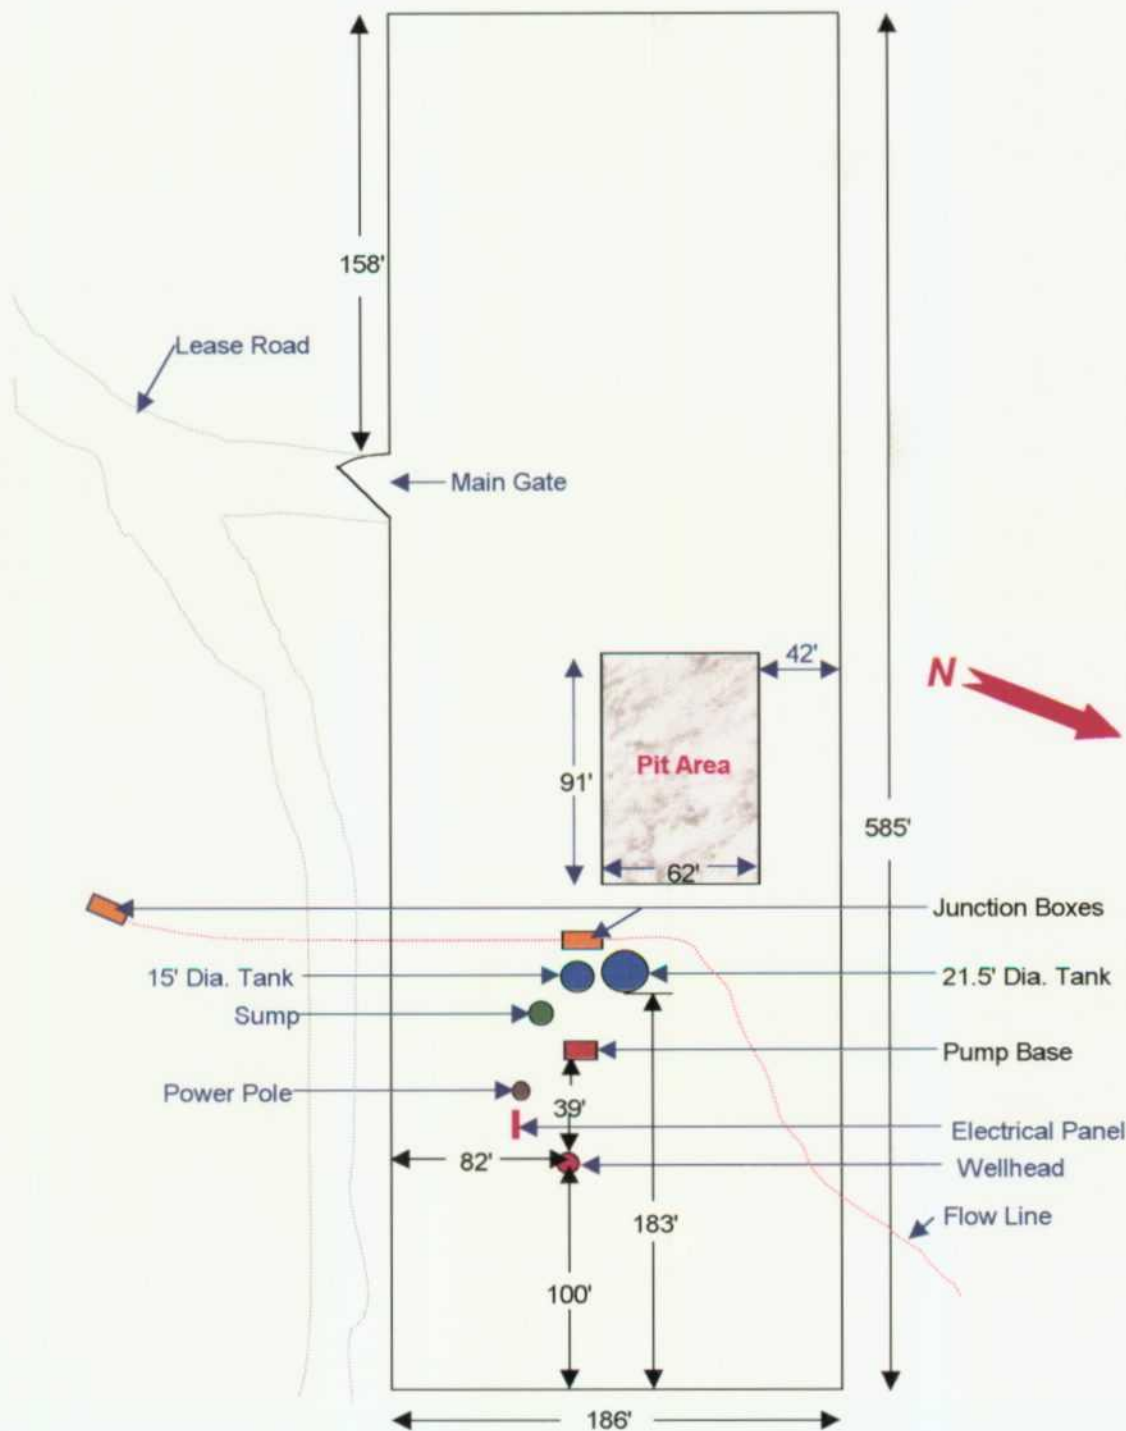 158'
Lease Road
Main Gate
42'
N
Pit Area
91'
585'
62'
Junction Boxes
15' Dia. Tank
21.5' Dia. Tank
Sump
Pump Base
Power Pole
39'
Electrical Panel
82'
Wellhead
183'
Flow Line
100'
186'